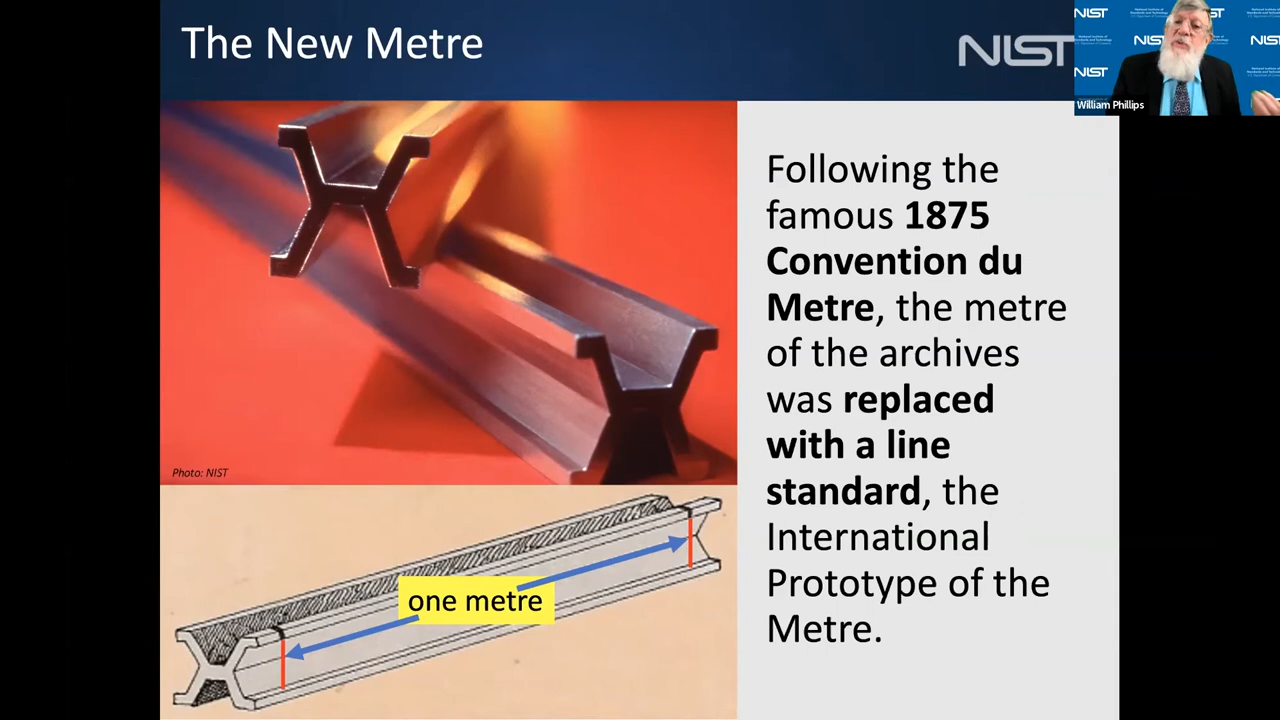 The New Metre
NIST
NIST
NIST
NIST
NIST
William Phillips
Following the
famous 1875
Convention du
Metre, the metre
of the archives
was replaced
with a line
standard, the
International
Prototype of the
Metre.
Photo: NIST
one metre